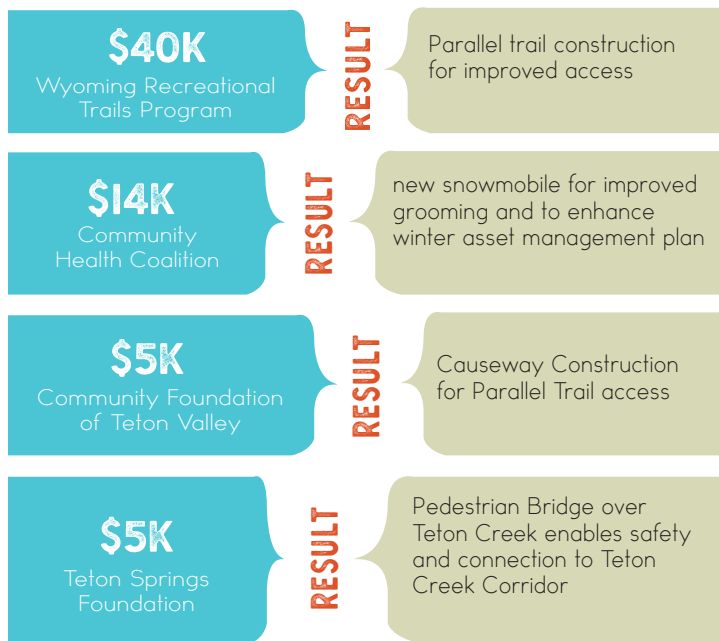 $40K
Wyoming Recreational
Trails Program
RESULT
Parallel trail construction
for improved access
$14K
Community
Health Coalition
RESULT
new snowmobile for improved
grooming and to enhance
winter asset management plan
$5K
Community Foundation
of Teton Valley
RESULT
Causeway Construction
for Parallel Trail access
$5K
Teton Springs
Foundation
RESULT
Pedestrian Bridge over
Teton Creek enables safety
and connection to Teton
Creek Corridor